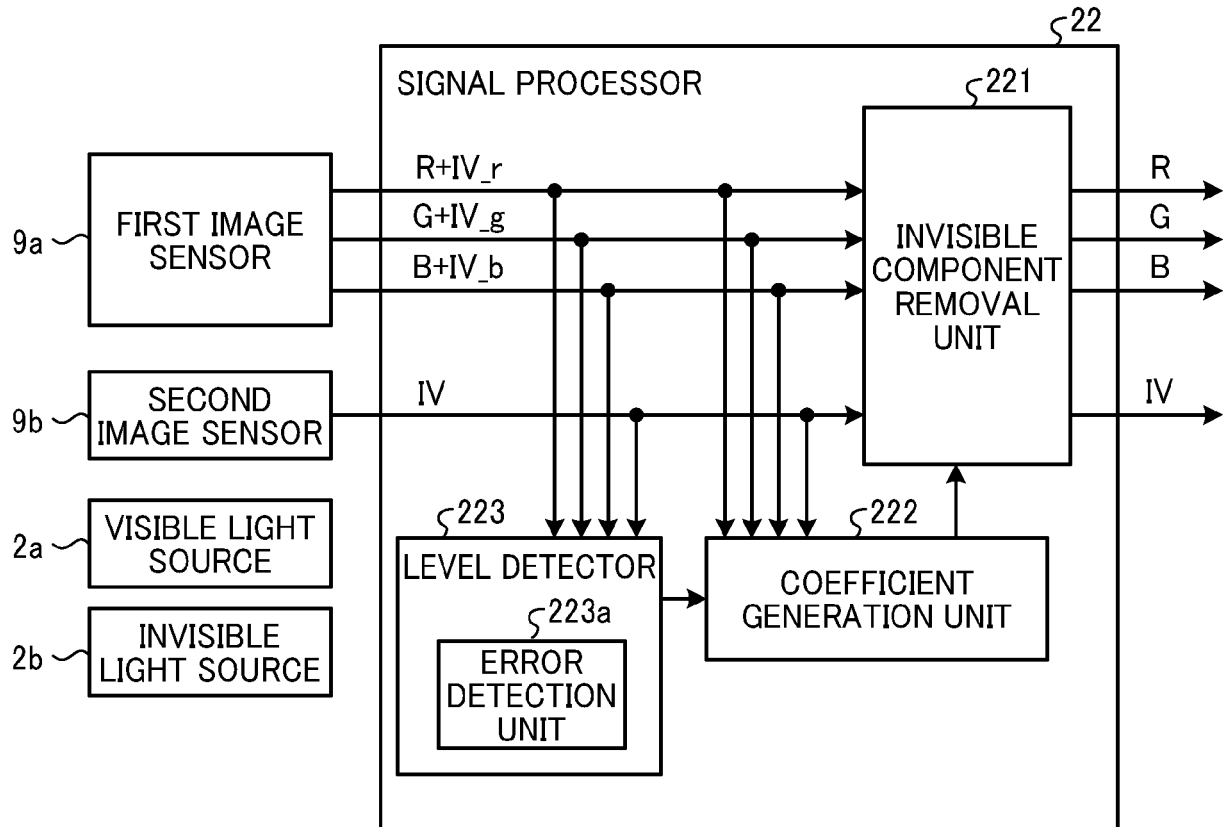 22
SIGNAL PROCESSOR
221
R+IV_r
R
9a
FIRST IMAGE
SENSOR
G+IV_g
G
B+IV_b
B
INVISIBLE
COMPONENT
REMOVAL
UNIT
9b
SECOND
IMAGE SENSOR
IV
IV
2a
VISIBLE LIGHT
SOURCE
223
LEVEL DETECTOR
222
COEFFICIENT
GENERATION UNIT
2b
INVISIBLE
LIGHT SOURCE
223a
ERROR
DETECTION
UNIT